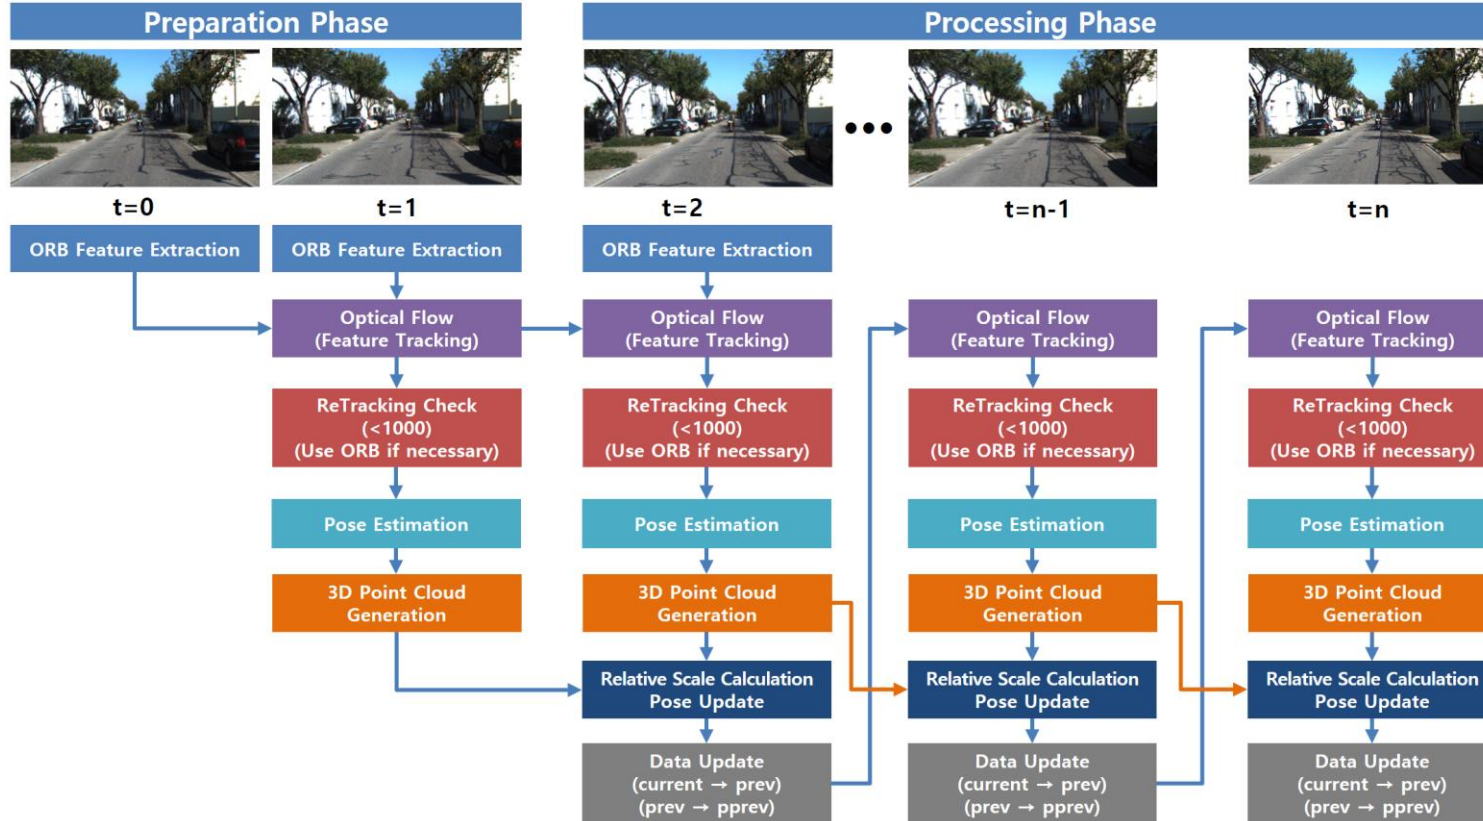 Preparation Phase
Processing Phase
t=0
t=1
t=2
•••
t=n-1
t=n
ORB Feature Extraction
ORB Feature Extraction
ORB Feature Extraction
Optical Flow
(Feature Tracking)
Optical Flow
(Feature Tracking)
Optical Flow
(Feature Tracking)
Optical Flow
(Feature Tracking)
ReTracking Check
(<1000)
(Use ORB if necessary)
ReTracking Check
(<1000)
(Use ORB if necessary)
ReTracking Check
(<1000)
(Use ORB if necessary)
ReTracking Check
(<1000)
(Use ORB if necessary)
Pose Estimation
Pose Estimation
Pose Estimation
Pose Estimation
3D Point Cloud
Generation
3D Point Cloud
Generation
3D Point Cloud
Generation
3D Point Cloud
Generation
Relative Scale Calculation
Pose Update
Relative Scale Calculation
Pose Update
Relative Scale Calculation
Pose Update
Data Update
(current → prev)
(prev → pprev)
Data Update
(current → prev)
(prev → pprev)
Data Update
(current → prev)
(prev → pprev)